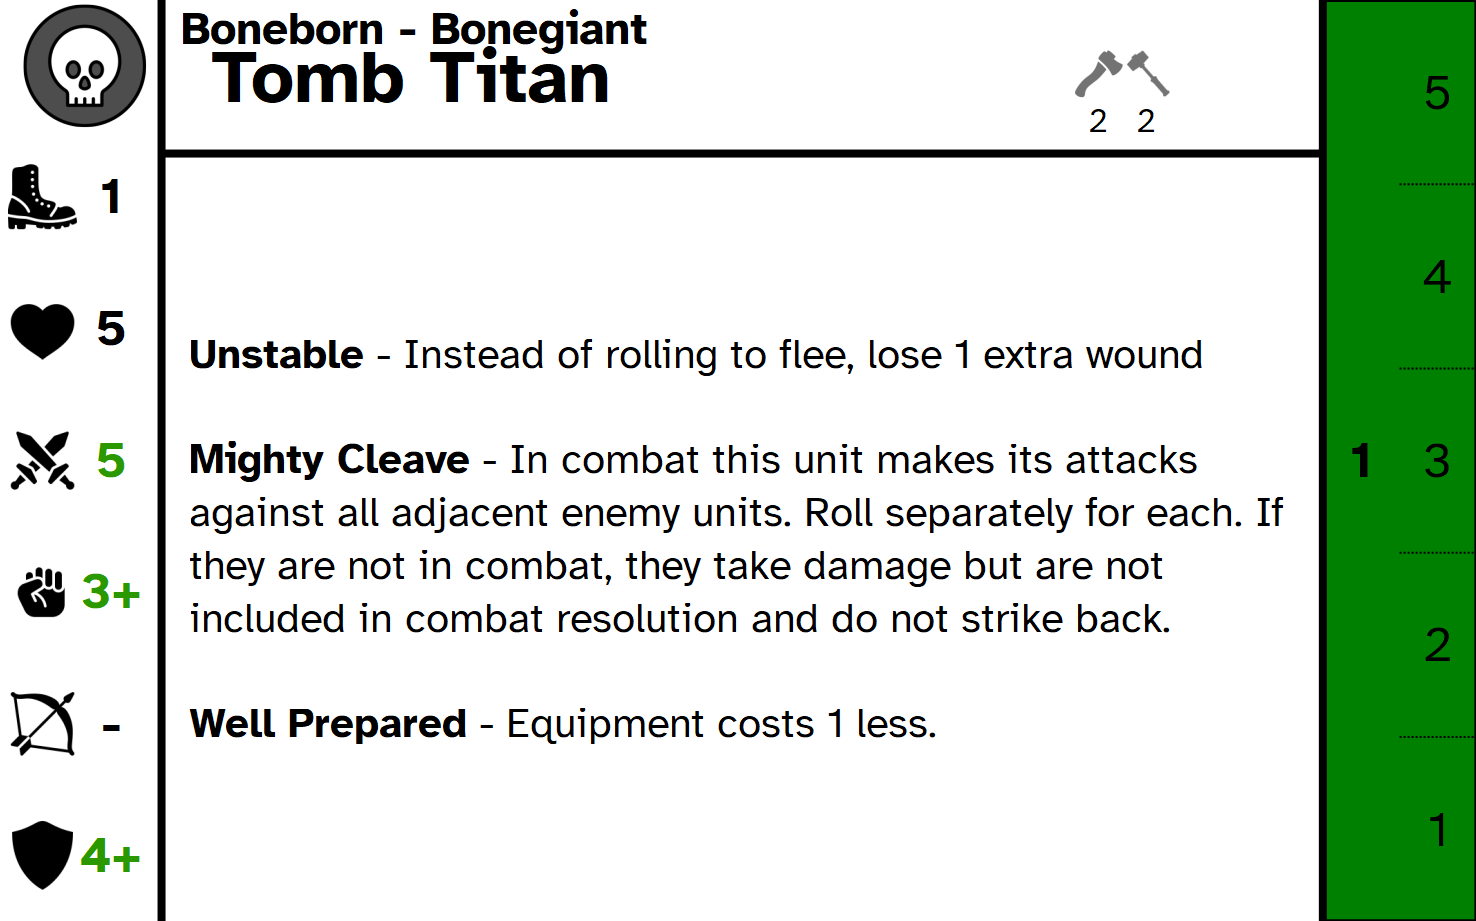 Boneborn - Bonegiant
Tomb Titan
2 2
1
5
5
3+
-
4+
Unstable - Instead of rolling to flee, lose 1 extra wound
Mighty Cleave - In combat this unit makes its attacks
against all adjacent enemy units. Roll separately for each. If
they are not in combat, they take damage but are not
included in combat resolution and do not strike back.
Well Prepared - Equipment costs 1 less.
5
4
1 3
2
1